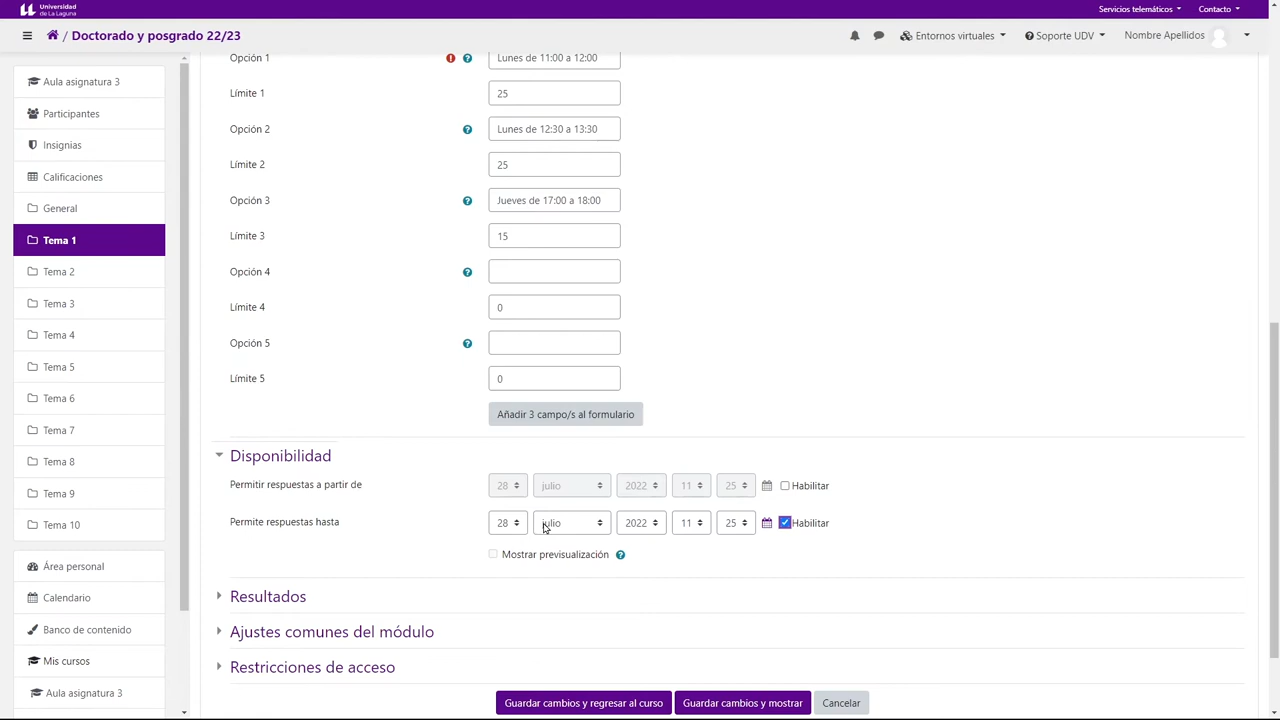 Universidad
de La Laguna
Servicios telemáticos
Contacto
/ Doctorado y posgrado 22/23
Entornos virtuales
Soporte UDV
Nombre Apellidos
Aula asignatura 3
Participantes
Insignias
Calificaciones
General
Tema 1
Tema 2
Tema 3
Tema 4
Tema 5
Tema 6
Tema 7
Tema 8
Tema 9
Tema 10
Área personal
Calendario
Banco de contenido
Mis cursos
Aula asignatura 3
Opción 1
Lunes de 11:00 a 12:00
Límite 1
25
Opción 2
Lunes de 12:30 a 13:30
Límite 2
25
Opción 3
Jueves de 17:00 a 18:00
Límite 3
15
Opción 4
Límite 4
0
Opción 5
Límite 5
0
Añadir 3 campo/s al formulario
Disponibilidad
Permitir respuestas a partir de
28 julio 2022 11 25 Habilitar
Permite respuestas hasta
28 julio 2022 11 25 Habilitar
Mostrar previsualización
Resultados
Ajustes comunes del módulo
Restricciones de acceso
Guardar cambios y regresar al curso
Guardar cambios y mostrar
Cancelar